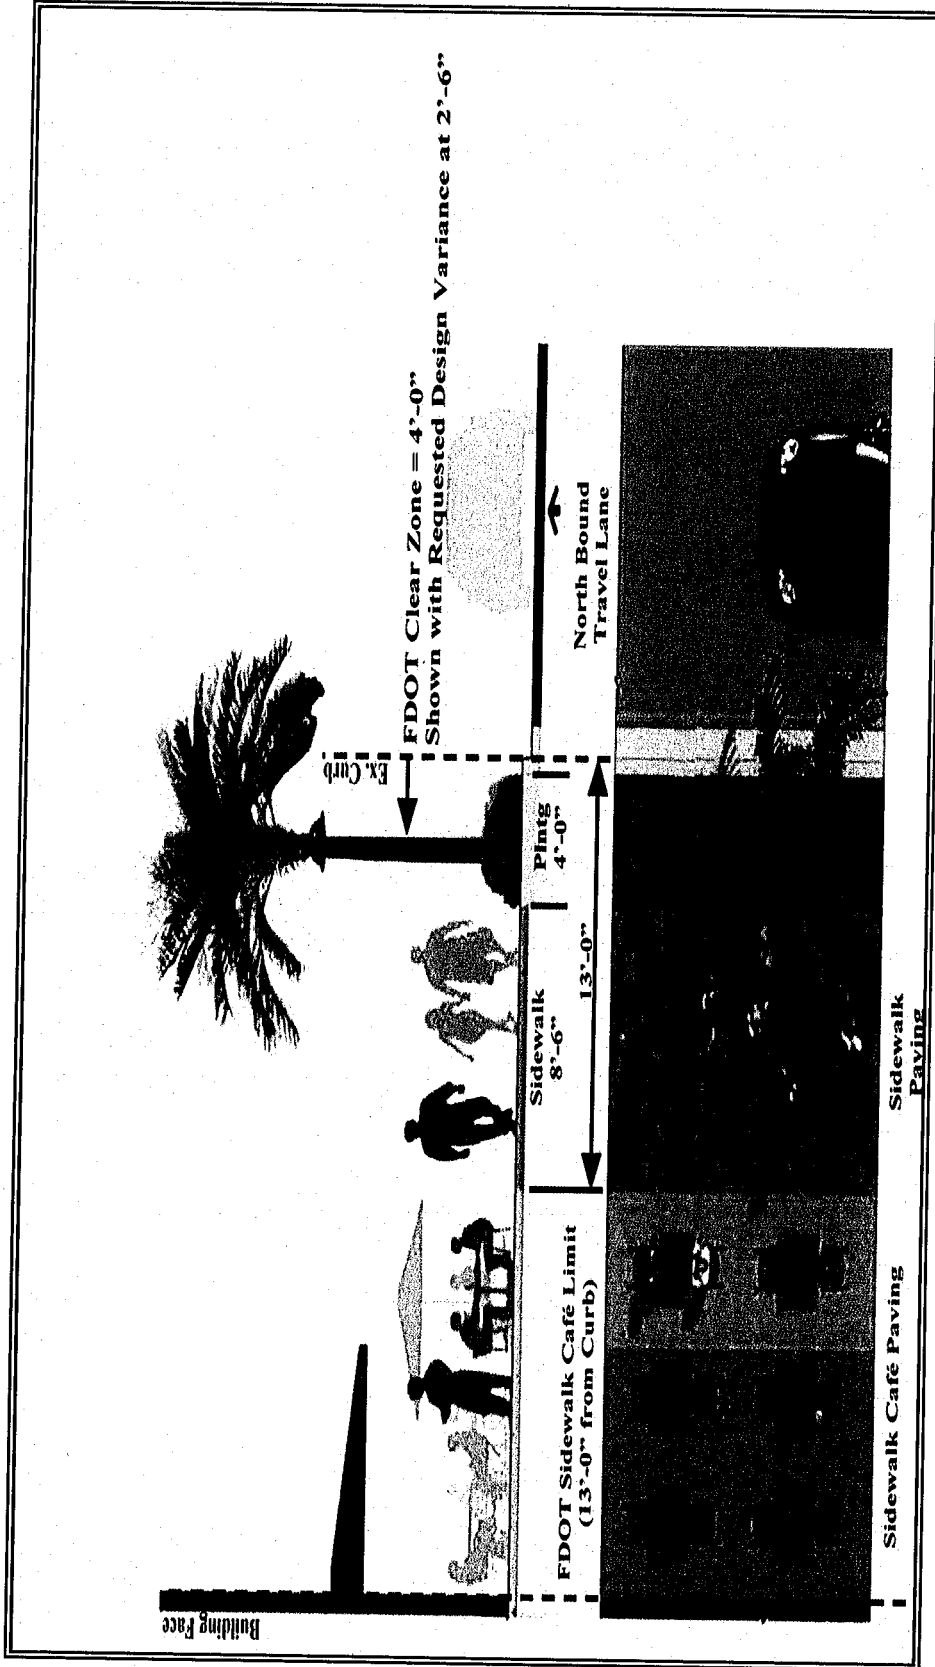 Building Face
Ex. Curb
FDOT Clear Zone = 4’-0”
Shown with Requested Design Variance at 2’-6”
FDOT Sidewalk Café Limit
(13’-0” from Curb)
Sidewalk
8’-6”
Plntg
4’-0”
13’-0”
North Bound
Travel Lane
Sidewalk Café Paving
Sidewalk
Paving